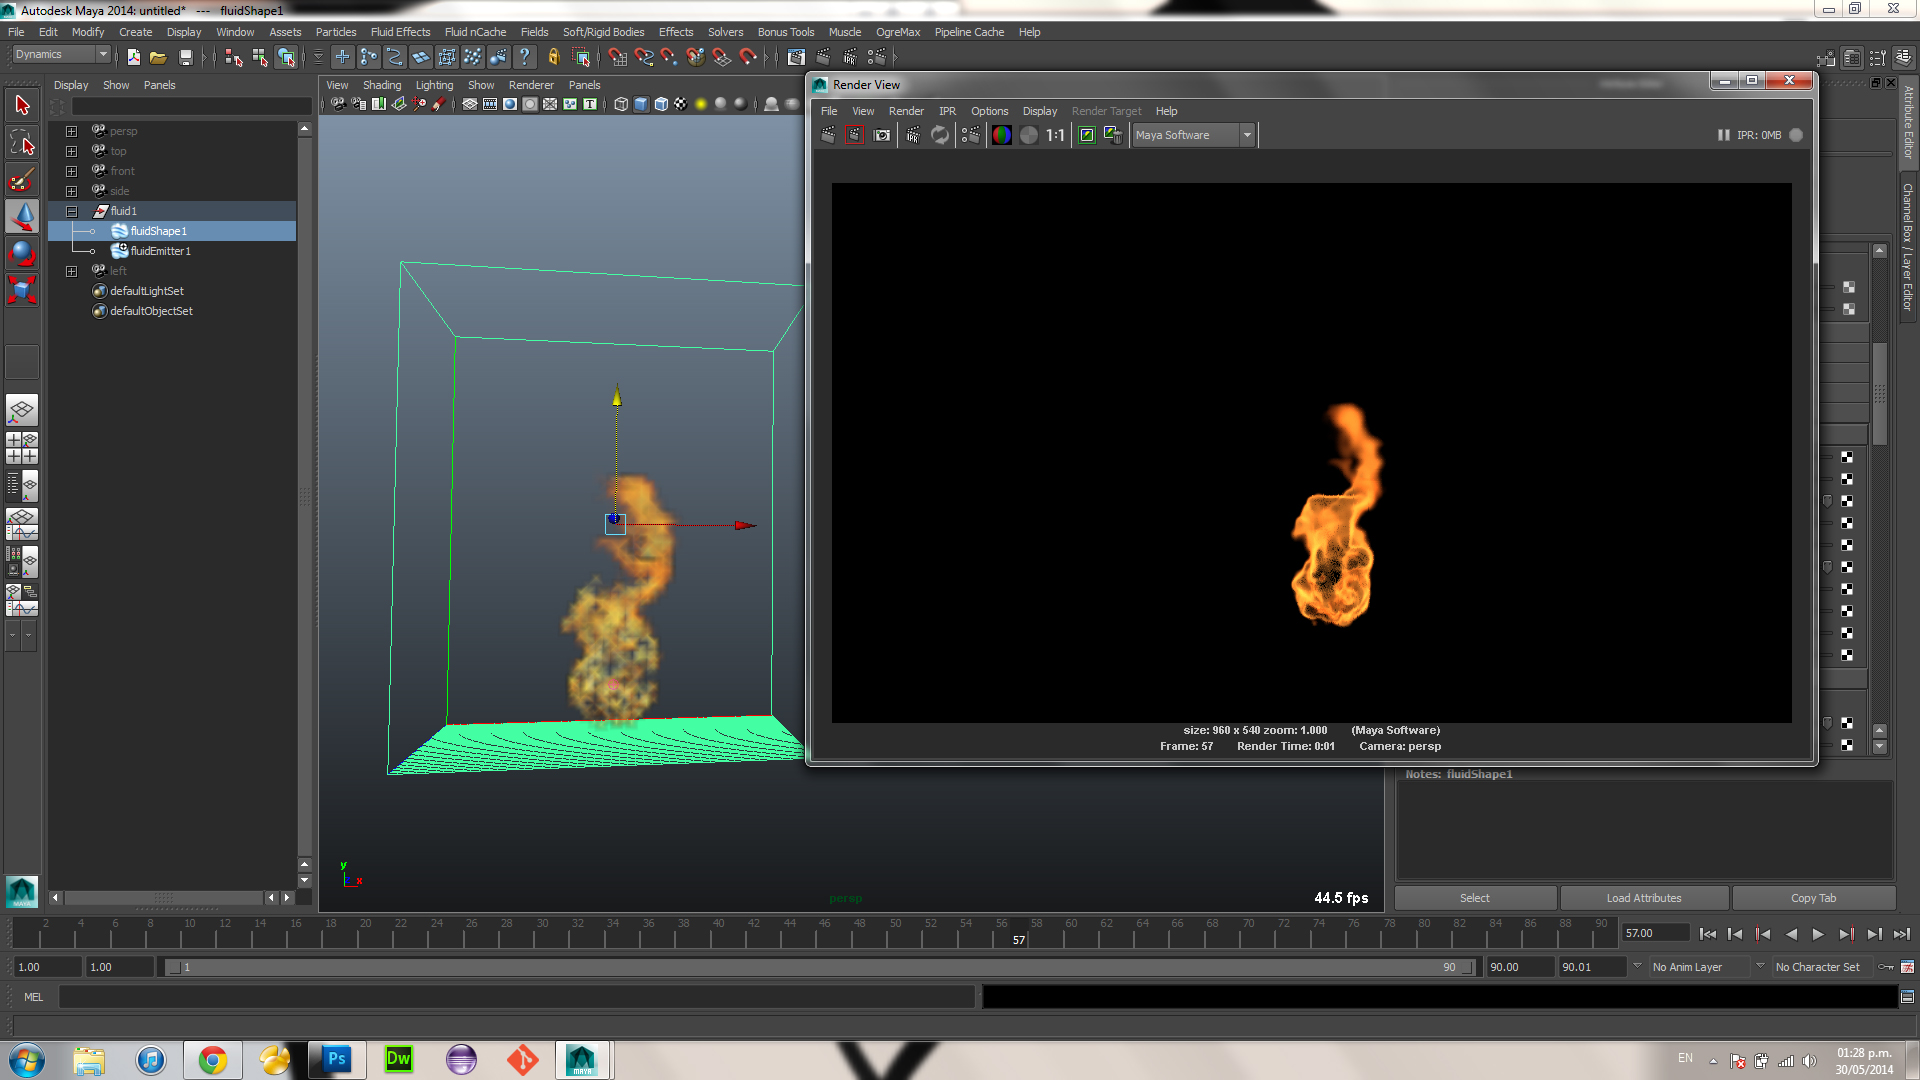 Autodesk Maya 2014: untitled* --- fluidShape1
File Edit Modify Create Display Window Assets Particles Fluid Effects Fluid nCache Fields Soft/Rigid Bodies Effects Solvers Bonus Tools Muscle OgreMax Pipeline Cache Help
Dynamics
Display Show Panels
View Shading Lighting Show Renderer Panels
persp
top
front
side
fluid1
fluidShape1
fluidEmitter1
left
defaultLightSet
defaultObjectSet
Render View
File View Render IPR Options Display Render Target Help
1:1 Maya Software IPR: 0MB
size: 960 x 540 zoom: 1.000 (Maya Software)
Frame: 57 Render Time: 0:01 Camera: persp
Attribute Editor
Channel Box / Layer Editor
Notes: fluidShape1
Select Load Attributes Copy Tab
y
x
persp
44.5 fps
MAYA
2 4 6 8 10 12 14 16 18 20 22 24 26 28 30 32 34 36 38 40 42 44 46 48 50 52 54 56 58 60 62 64 66 68 70 72 74 76 78 80 82 84 86 88 90
57
57.00
1.00 1.00 1 90 90.00 90.01 No Anim Layer No Character Set
MEL
Ps Dw MAYA
EN
01:28 p.m.
30/05/2014